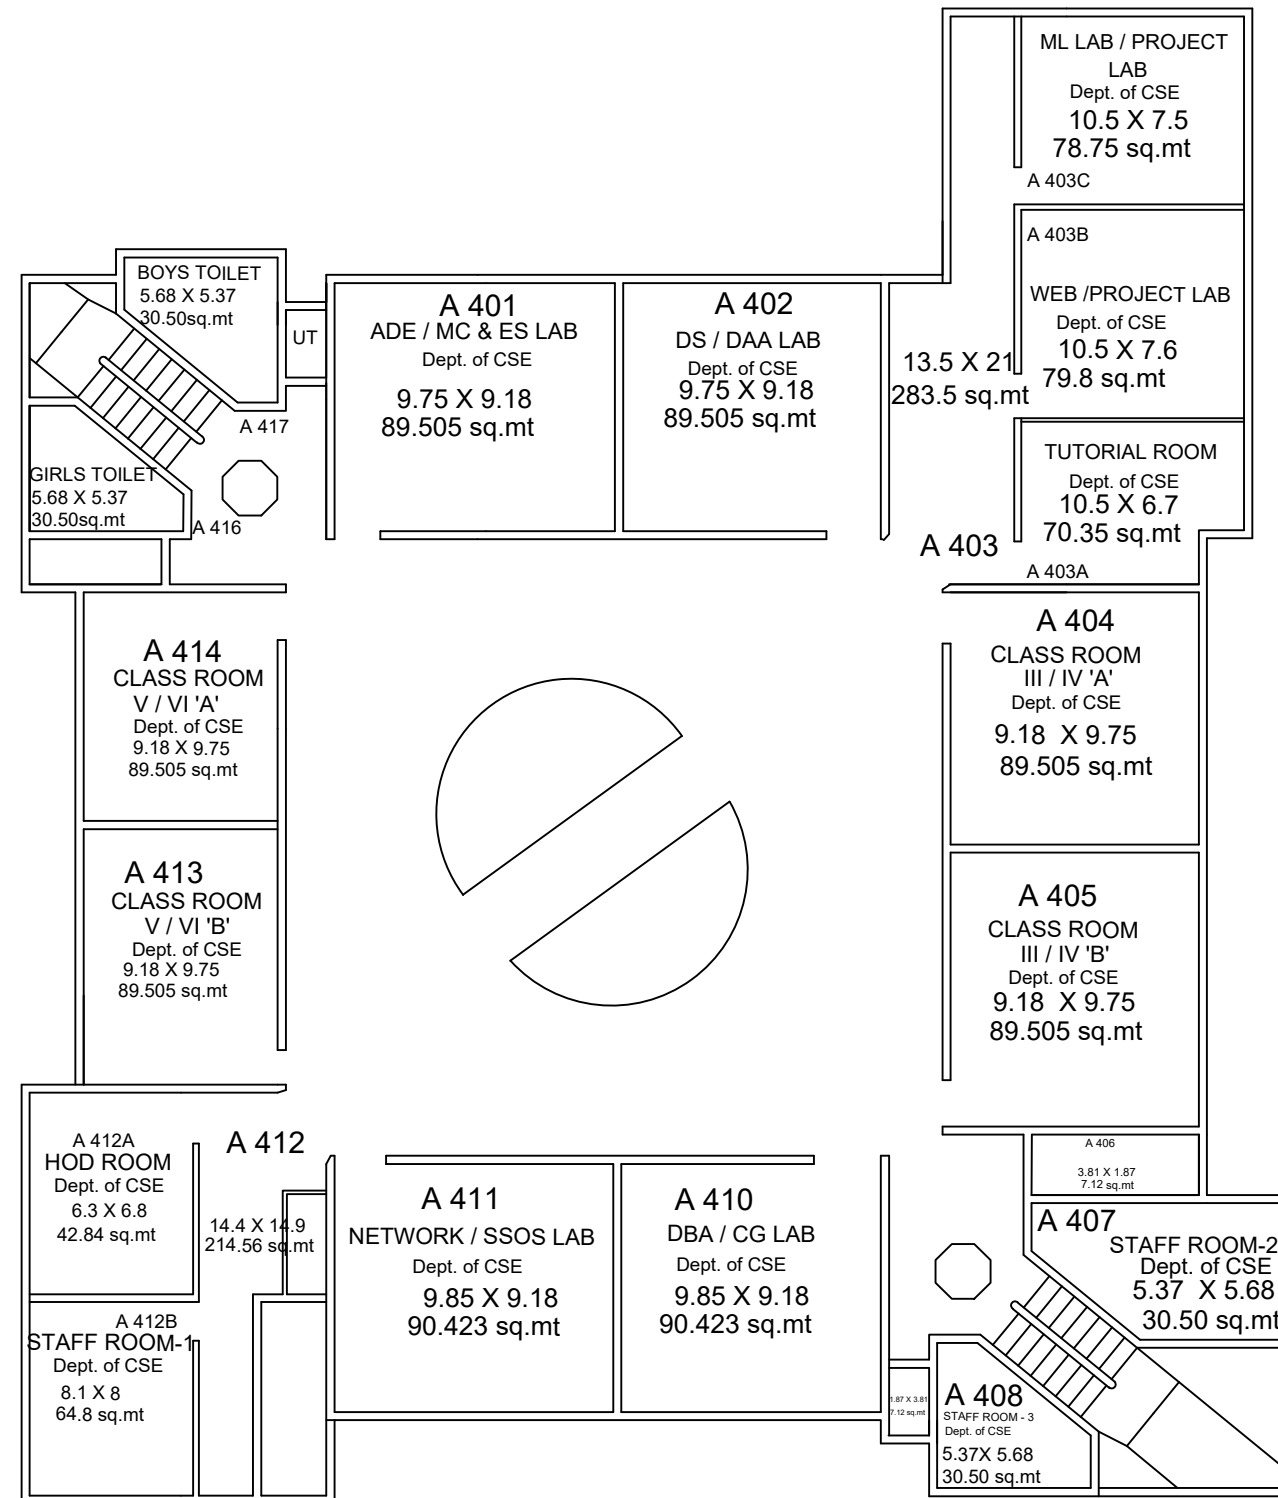 ML LAB / PROJECT
LAB
Dept. of CSE
10.5 X 7.5
78.75 sq.mt
A 403C
A 403B
WEB /PROJECT LAB
Dept. of CSE
10.5 X 7.6
79.8 sq.mt
BOYS TOILET
5.68 X 5.37
30.50sq.mt
UT
A 417
A 401
ADE / MC & ES LAB
Dept. of CSE
9.75 X 9.18
89.505 sq.mt
A 402
DS / DAA LAB
Dept. of CSE
9.75 X 9.18
89.505 sq.mt
13.5 X 21
283.5 sq.mt
TUTORIAL ROOM
Dept. of CSE
10.5 X 6.7
70.35 sq.mt
A 403
A 403A
GIRLS TOILET
5.68 X 5.37
30.50sq.mt
A 416
A 414
CLASS ROOM
V / VI 'A'
Dept. of CSE
9.18 X 9.75
89.505 sq.mt
A 404
CLASS ROOM
III / IV 'A'
Dept. of CSE
9.18 X 9.75
89.505 sq.mt
A 413
CLASS ROOM
V / VI 'B'
Dept. of CSE
9.18 X 9.75
89.505 sq.mt
A 405
CLASS ROOM
III / IV 'B'
Dept. of CSE
9.18 X 9.75
89.505 sq.mt
A 412A
HOD ROOM
Dept. of CSE
6.3 X 6.8
42.84 sq.mt
A 412
14.4 X 14.9
214.56 sq.mt
A 411
NETWORK / SSOS LAB
Dept. of CSE
9.85 X 9.18
90.423 sq.mt
A 410
DBA / CG LAB
Dept. of CSE
9.85 X 9.18
90.423 sq.mt
A 406
3.81 X 1.87
7.12 sq.mt
A 407
STAFF ROOM-2
Dept. of CSE
5.37 X 5.68
30.50 sq.mt
A 412B
STAFF ROOM-1
Dept. of CSE
8.1 X 8
64.8 sq.mt
1.87 X 3.81
7.12 sq.mt
A 408
STAFF ROOM - 3
Dept. of CSE
5.37X 5.68
30.50 sq.mt